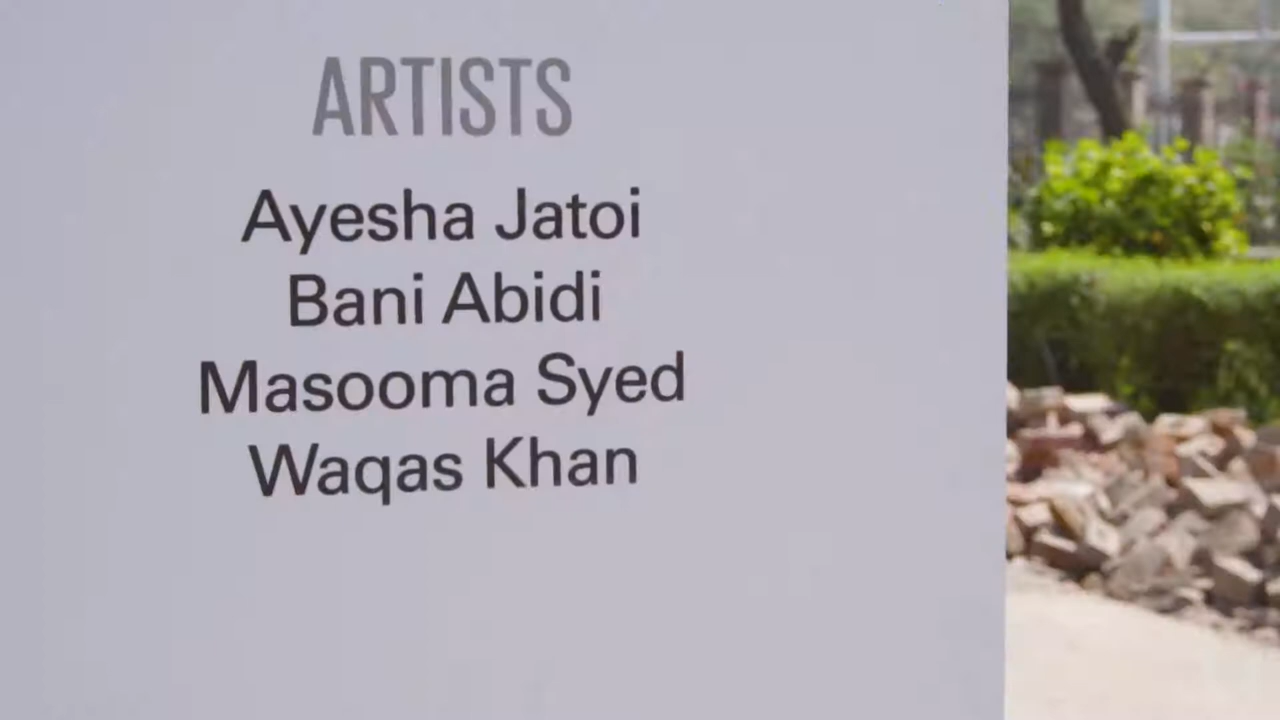 ARTISTS
Ayesha Jatoi
Bani Abidi
Masooma Syed
Waqas Khan